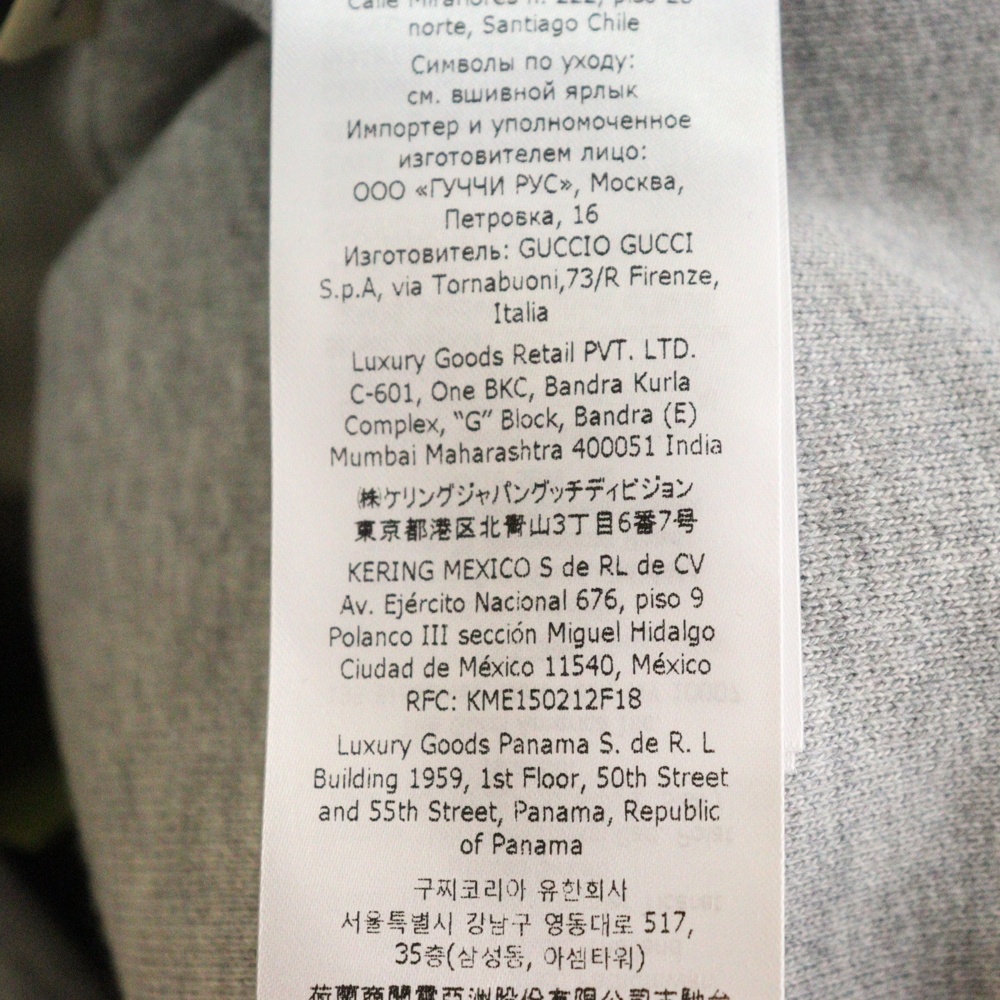 Calle Miraflores n. 222, piso 28
norte, Santiago Chile
Символы по уходу:
см. вшивной ярлык
Импортер и уполномоченное
изготовителем лицо:
ООО «ГУЧЧИ РУС», Москва,
Петровка, 16
Изготовитель: GUCCIO GUCCI
S.p.A, via Tornabuoni,73/R Firenze,
Italia
Luxury Goods Retail PVT. LTD.
C-601, One BKC, Bandra Kurla
Complex, “G” Block, Bandra (E)
Mumbai Maharashtra 400051 India
㈱ケリングジャパングッチディビジョン
東京都港区北青山3丁目6番7号
KERING MEXICO S de RL de CV
Av. Ejército Nacional 676, piso 9
Polanco III sección Miguel Hidalgo
Ciudad de México 11540, México
RFC: KME150212F18
Luxury Goods Panama S. de R. L
Building 1959, 1st Floor, 50th Street
and 55th Street, Panama, Republic
of Panama
구찌코리아 유한회사
서울특별시 강남구 영동대로 517,
35층(삼성동, 아셈타워)